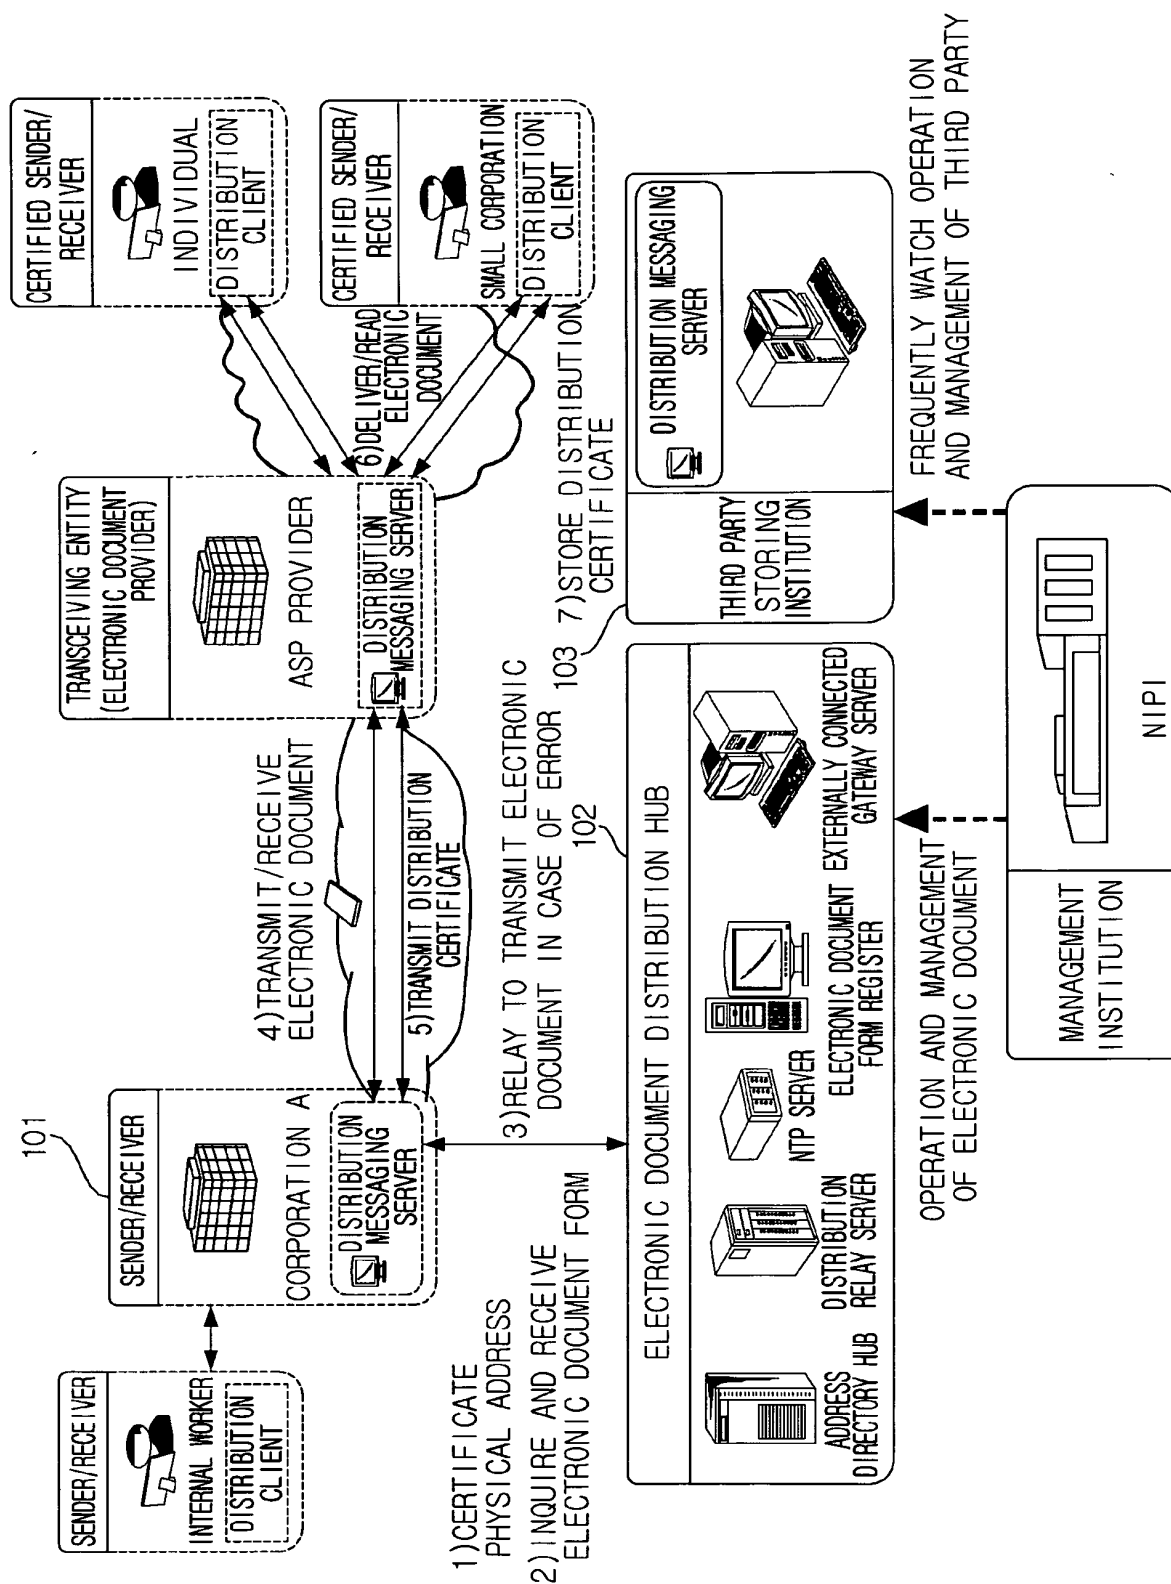 SENDER/RECEIVER
INTERNAL WORKER
DISTRIBUTION
CLIENT
101
SENDER/RECEIVER
CORPORATION A
DISTRIBUTION
MESSAGING
SERVER
4)TRANSMIT/RECEIVE
ELECTRONIC DOCUMENT
5)TRANSMIT DISTRIBUTION
CERTIFICATE
TRANSCEIVING ENTITY
(ELECTRONIC DOCUMENT
PROVIDER)
ASP PROVIDER
DISTRIBUTION
MESSAGING SERVER
6)DELIVER/READ
ELECTRONIC
DOCUMENT
CERTIFIED SENDER/
RECEIVER
INDIVIDUAL
DISTRIBUTION
CLIENT
CERTIFIED SENDER/
RECEIVER
SMALL CORPORATION
DISTRIBUTION
CLIENT
1)CERTIFICATE
PHYSICAL ADDRESS
2)INQUIRE AND RECEIVE
ELECTRONIC DOCUMENT FORM
3)RELAY TO TRANSMIT ELECTRONIC
DOCUMENT IN CASE OF ERROR
102
103
7)STORE DISTRIBUTION
CERTIFICATE
ELECTRONIC DOCUMENT DISTRIBUTION HUB
ADDRESS
DIRECTORY HUB
DISTRIBUTION
RELAY SERVER
NTP SERVER
ELECTRONIC DOCUMENT
FORM REGISTER
EXTERNALLY CONNECTED
GATEWAY SERVER
THIRD PARTY
STORING
INSTITUTION
DISTRIBUTION MESSAGING
SERVER
OPERATION AND MANAGEMENT
OF ELECTRONIC DOCUMENT
FREQUENTLY WATCH OPERATION
AND MANAGEMENT OF THIRD PARTY
MANAGEMENT
INSTITUTION
NIPI